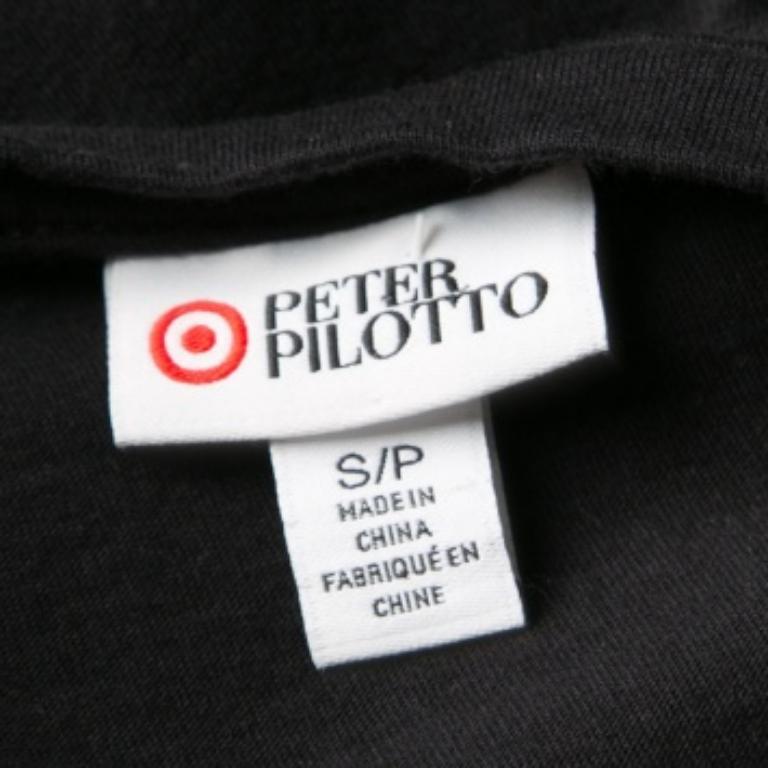 PETER
PILOTTO
S/P
MADE IN
CHINA
FABRIQUÉ EN
CHINE